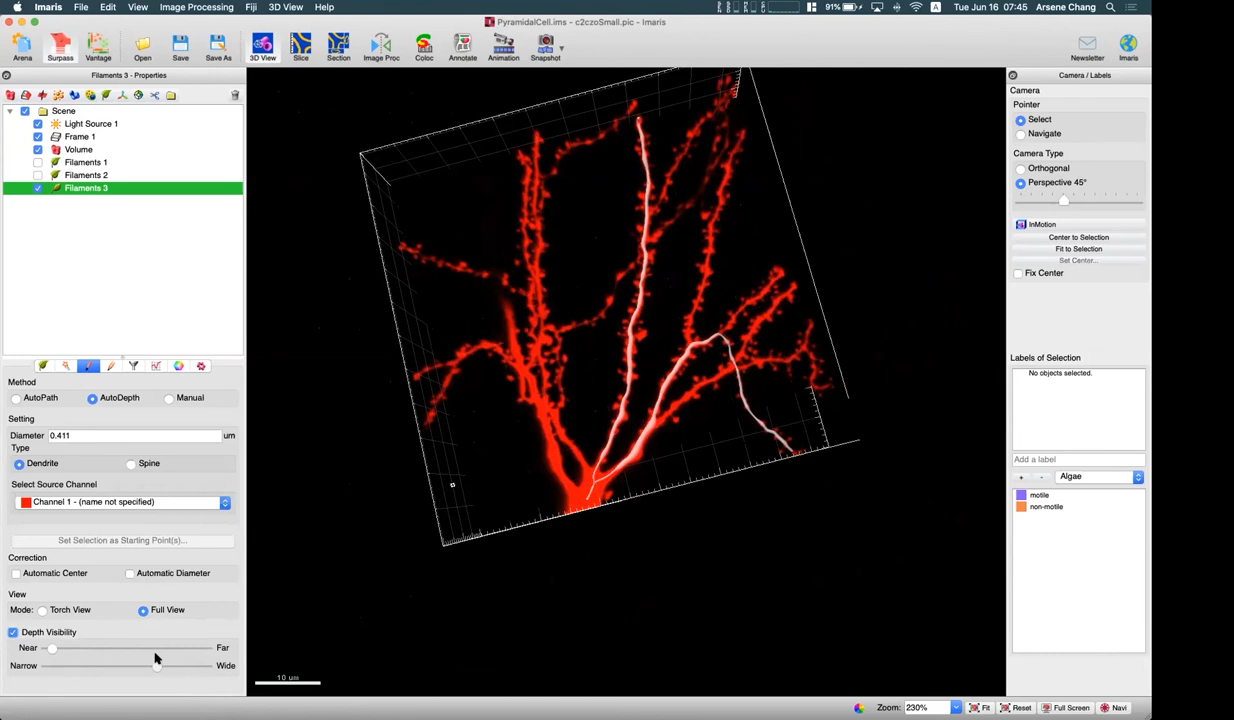 Imaris File Edit View Image Processing Fiji 3D View Help 91% A Tue Jun 16 07:45 Arsene Chang
PyramidalCell.ims - c2czoSmall.pic - Imaris
Arena Surpass Vantage Open Save Save As 3D View Slice Section Image Proc Coloc Annotate Animation Snapshot Newsletter Imaris
Filaments 3 - Properties
Scene
Light Source 1
Frame 1
Volume
Filaments 1
Filaments 2
Filaments 3
Method
AutoPath AutoDepth Manual
Setting
Diameter 0.411 um
Type
Dendrite Spine
Select Source Channel
Channel 1 - (name not specified)
Set Selection as Starting Point(s)...
Correction
Automatic Center Automatic Diameter
View
Mode: Torch View Full View
Depth Visibility
Near Far
Narrow Wide
10 um
Camera / Labels
Camera
Pointer
Select
Navigate
Camera Type
Orthogonal
Perspective 45°
InMotion
Center to Selection
Fit to Selection
Set Center...
Fix Center
Labels of Selection
No objects selected.
Add a label
+ - Algae
motile
non-motile
Zoom: 230% Fit Reset Full Screen Navi